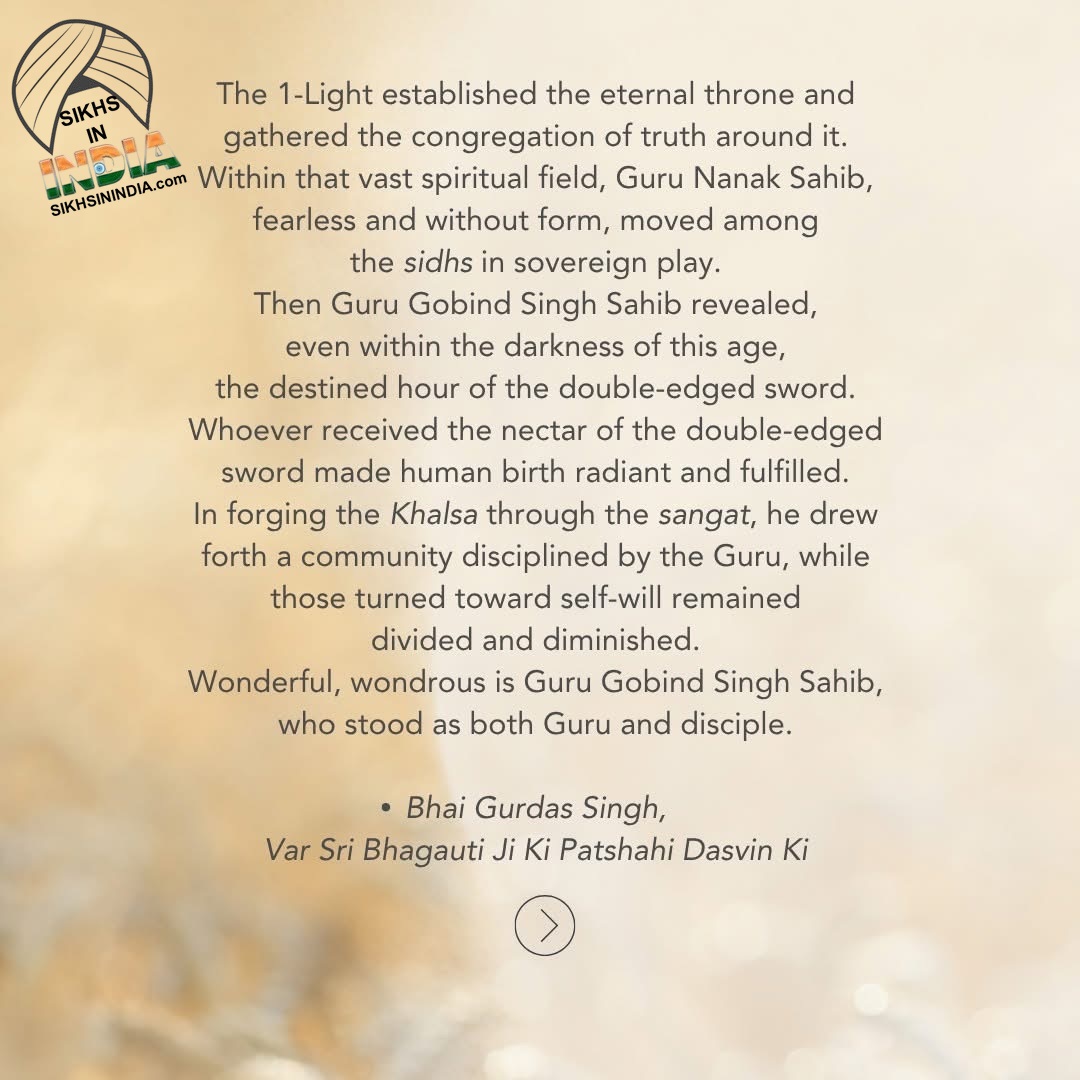 SIKHS
IN
INDIA
SIKHSININDIA.com
The 1-Light established the eternal throne and
gathered the congregation of truth around it.
Within that vast spiritual field, Guru Nanak Sahib,
fearless and without form, moved among
the sidhs in sovereign play.
Then Guru Gobind Singh Sahib revealed,
even within the darkness of this age,
the destined hour of the double-edged sword.
Whoever received the nectar of the double-edged
sword made human birth radiant and fulfilled.
In forging the Khalsa through the sangat, he drew
forth a community disciplined by the Guru, while
those turned toward self-will remained
divided and diminished.
Wonderful, wondrous is Guru Gobind Singh Sahib,
who stood as both Guru and disciple.
• Bhai Gurdas Singh,
Var Sri Bhagauti Ji Ki Patshahi Dasvin Ki